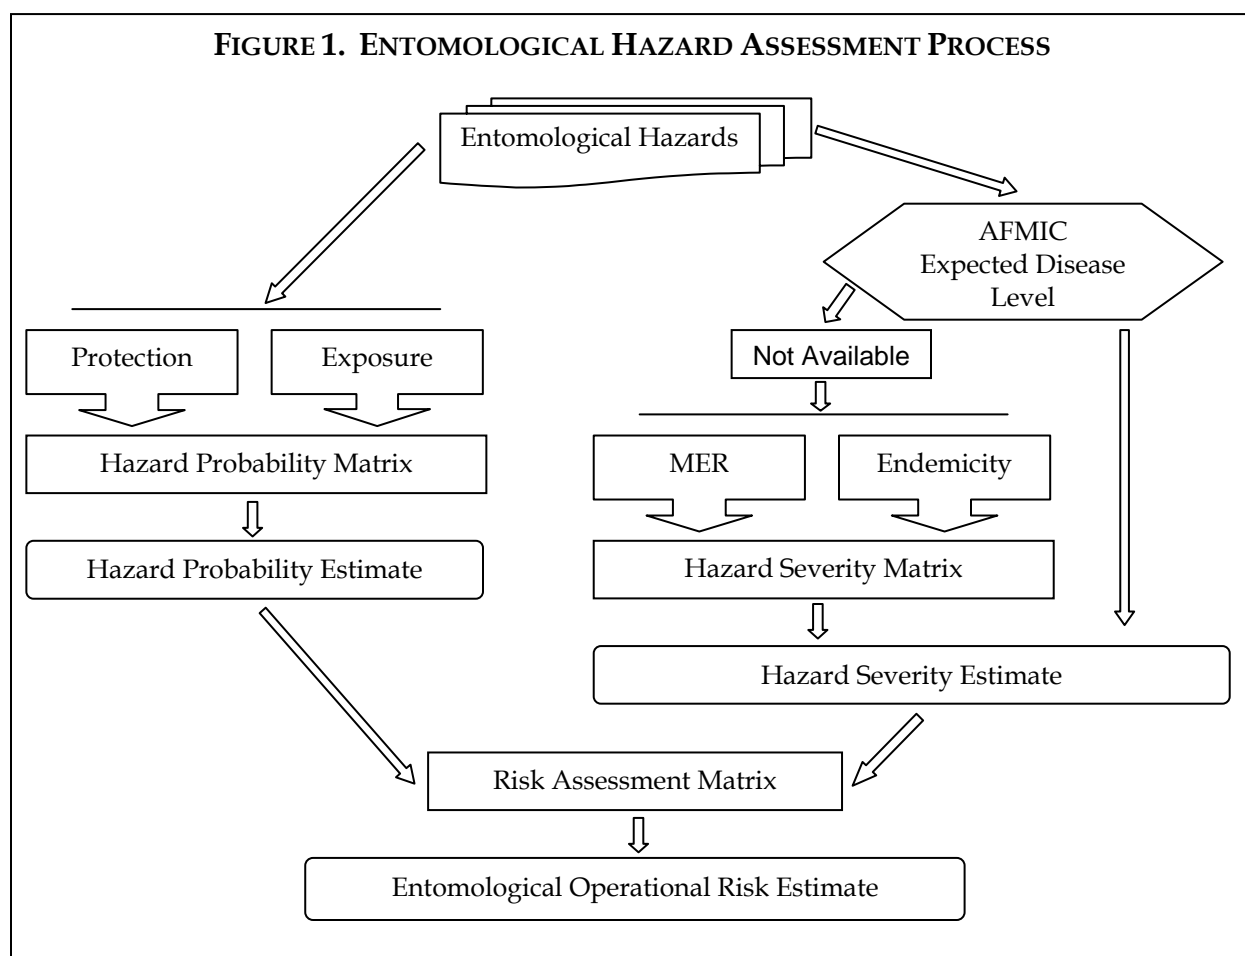 FIGURE 1. ENTOMOLOGICAL HAZARD ASSESSMENT PROCESS
Entomological Hazards
AFMIC
Expected Disease
Level
Protection
Exposure
Not Available
Hazard Probability Matrix
MER
Endemicity
Hazard Probability Estimate
Hazard Severity Matrix
Hazard Severity Estimate
Risk Assessment Matrix
Entomological Operational Risk Estimate